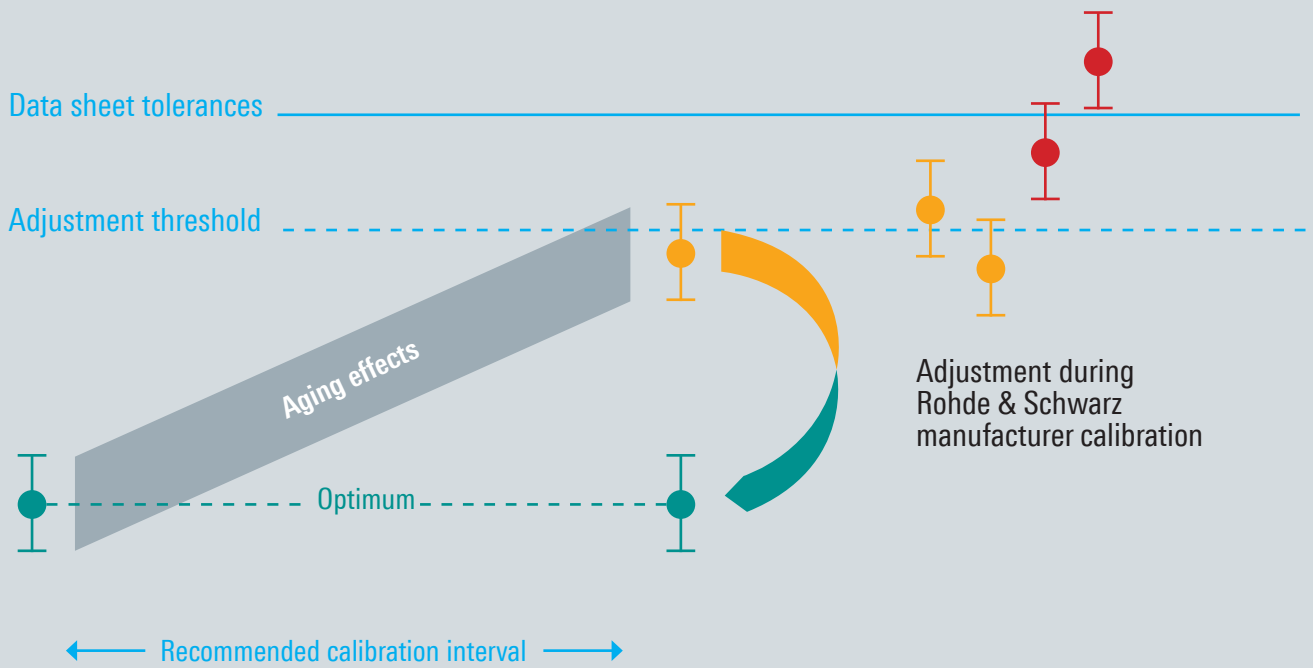 Data sheet tolerances
Adjustment threshold
Aging effects
Optimum
Adjustment during
Rohde & Schwarz
manufacturer calibration
Recommended calibration interval